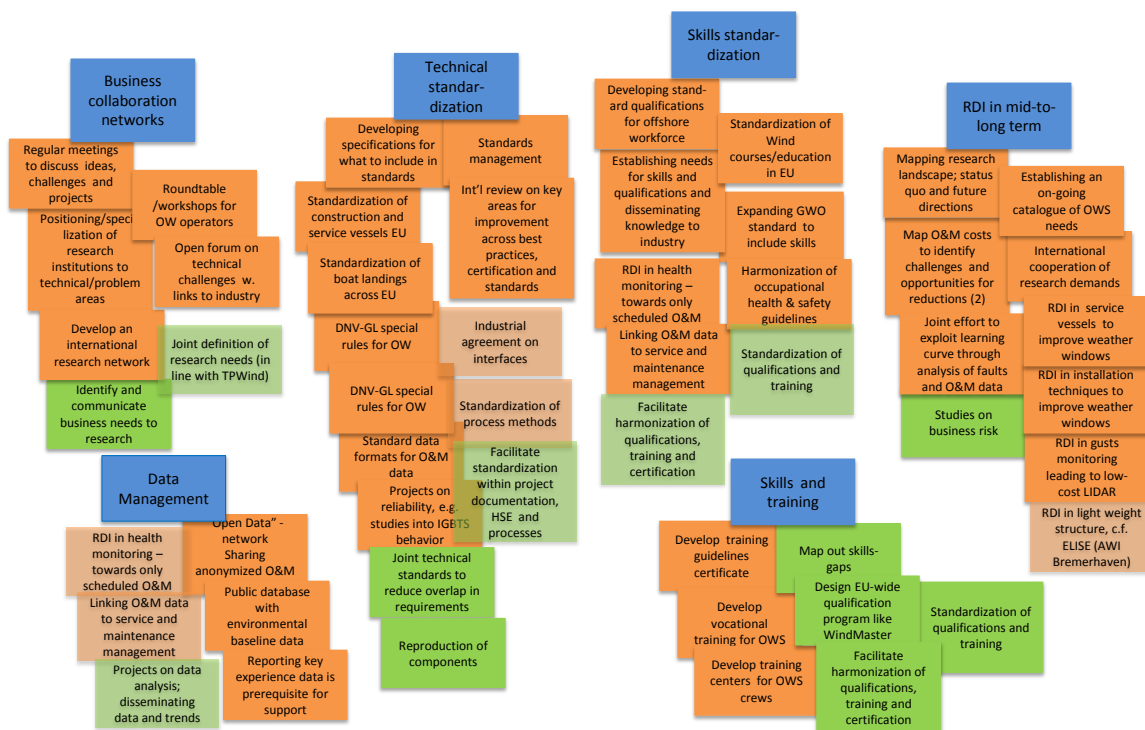 Business
collaboration
networks
Regular meetings
to discuss ideas,
challenges and
projects
Roundtable
/workshops for
OW operators
Positioning/speci
lization of
research
institutions to
technical/problem
areas
Open forum on
technical
challenges w.
links to industry
Develop an
international
research network
Joint definition of
research needs (in
line with TPWind)
Identify and
communicate
business needs to
research
Data
Management
RDI in health
monitoring –
towards only
scheduled O&M
"Open Data" -
network
Sharing
anonymized O&M
Linking O&M data
to service and
maintenance
management
Public database
with
environmental
baseline data
Projects on data
analysis;
disseminating
data and trends
Reporting key
experience data is
prerequisite for
support
Technical
standar-
dization
Developing
specifications for
what to include in
standards
Standards
management
Standardization of
construction and
service vessels EU
Int'l review on key
areas for
improvement
across best
practices,
certification and
standards
Standardization of
boat landings
across EU
DNV-GL special
rules for OW
Industrial
agreement on
interfaces
DNV-GL special
rules for OW
Standardization of
process methods
Standard data
formats for O&M
data
Facilitate
standardization
within project
documentation,
HSE and
processes
Projects on
reliability, e.g.
studies into IGBTS
behavior
Joint technical
standards to
reduce overlap in
requirements
Reproduction of
components
Skills standar-
dization
Developing stand-
ard qualifications
for offshore
workforce
Standardization of
Wind
courses/education
in EU
Establishing needs
for skills and
qualifications and
disseminating
knowledge to
industry
Expanding GWO
standard to
include skills
RDI in health
monitoring –
towards only
scheduled O&M
Harmonization of
occupational
health & safety
guidelines
Linking O&M data
to service and
maintenance
management
Standardization of
qualifications and
training
Facilitate
harmonization of
qualifications,
training and
certification
Skills and
training
Develop training
guidelines
certificate
Map out skills-
gaps
Develop
vocational
training for OWS
Design EU-wide
qualification
program like
WindMaster
Standardization
of qualifications and
training
Develop training
centers for OWS
crews
Facilitate
harmonization of
qualifications,
training and
certification
RDI in mid-to-
long term
Mapping research
landscape; status
quo and future
directions
Establishing an
on-going
catalogue of OWS
needs
Map O&M costs
to identify
challenges and
opportunities for
reductions (2)
International
cooperation of
research demands
Joint effort to
exploit learning
curve through
analysis of faults
and O&M data
RDI in service
vessels to
improve weather
windows
Studies on
business risk
RDI in installation
techniques to
improve weather
windows
RDI in gusts
monitoring
leading to low-
cost LIDAR
RDI in light weight
structure, c.f.
ELISE (AWI
Bremerhaven)